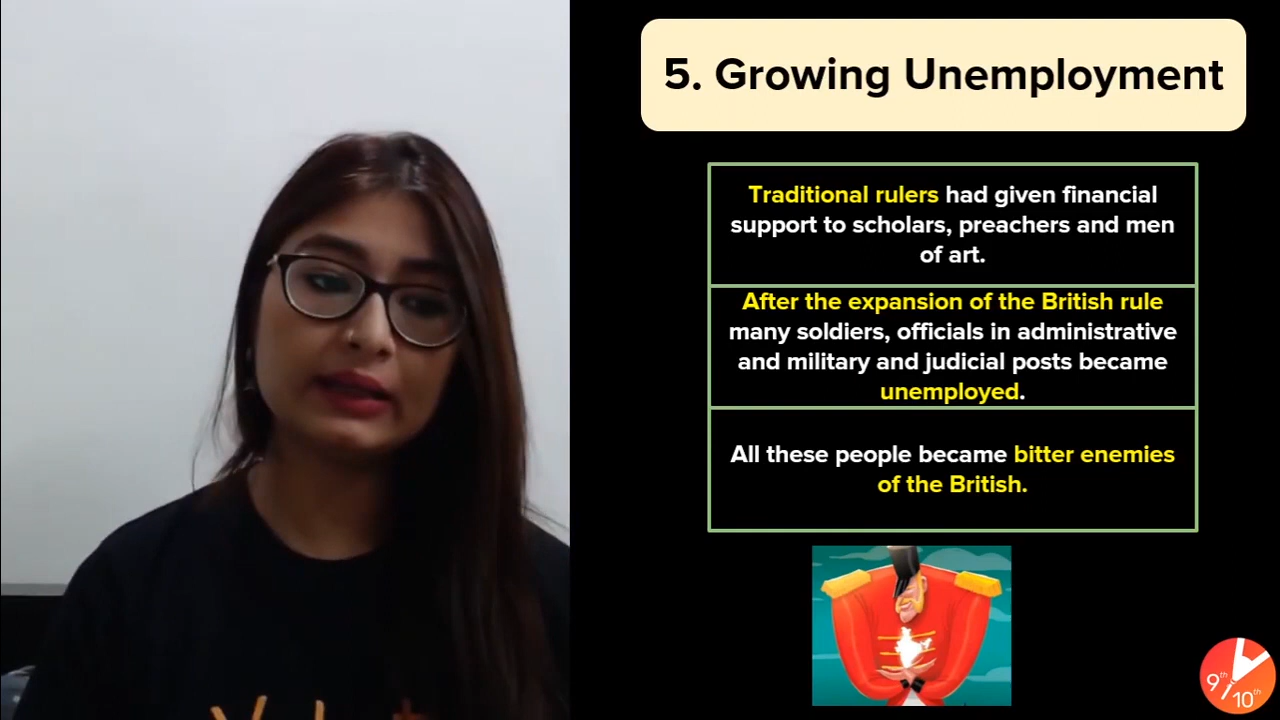 5. Growing Unemployment
Traditional rulers had given financial
support to scholars, preachers and men
of art.
After the expansion of the British rule
many soldiers, officials in administrative
and military and judicial posts became
unemployed.
All these people became bitter enemies
of the British.
9th
10th